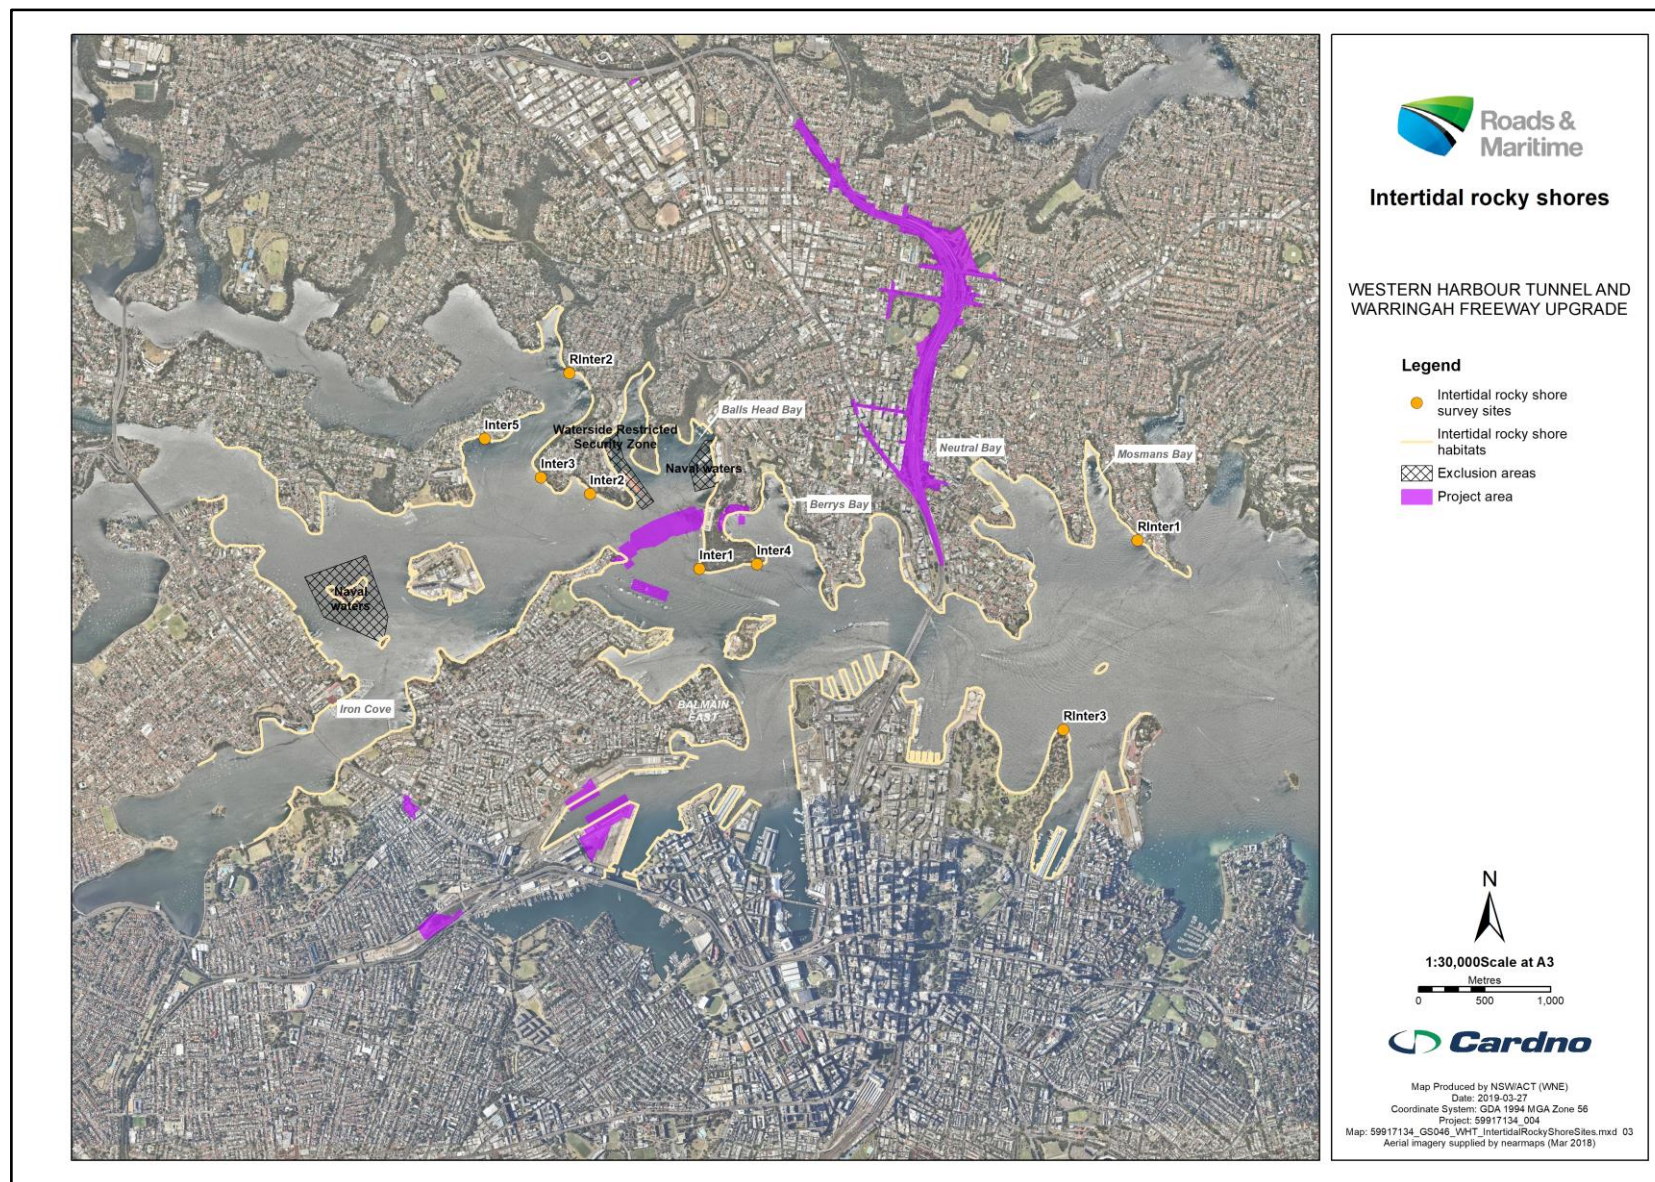 RInter2
Balls Head Bay
Inter5
Waterside Restricted
Security Zone
Neutral Bay
Mosmans Bay
Inter3
Naval waters
Inter2
Berrys Bay
RInter1
Inter1
Inter4
Naval
waters
Iron Cove
BALMAIN
EAST
RInter3
Roads &
Maritime
Intertidal rocky shores
WESTERN HARBOUR TUNNEL AND
WARRINGAH FREEWAY UPGRADE
Legend
Intertidal rocky shore
survey sites
Intertidal rocky shore
habitats
Exclusion areas
Project area
N
1:30,000Scale at A3
Metres
0 500 1,000
Cardno
Map Produced by NSW/ACT (WNE)
Date: 2019-03-27
Coordinate System: GDA 1994 MGA Zone 56
Project: 59917134_004
Map: 59917134_GS046_WHT_IntertidalRockyShoreSites.mxd 03
Aerial imagery supplied by nearmaps (Mar 2018)